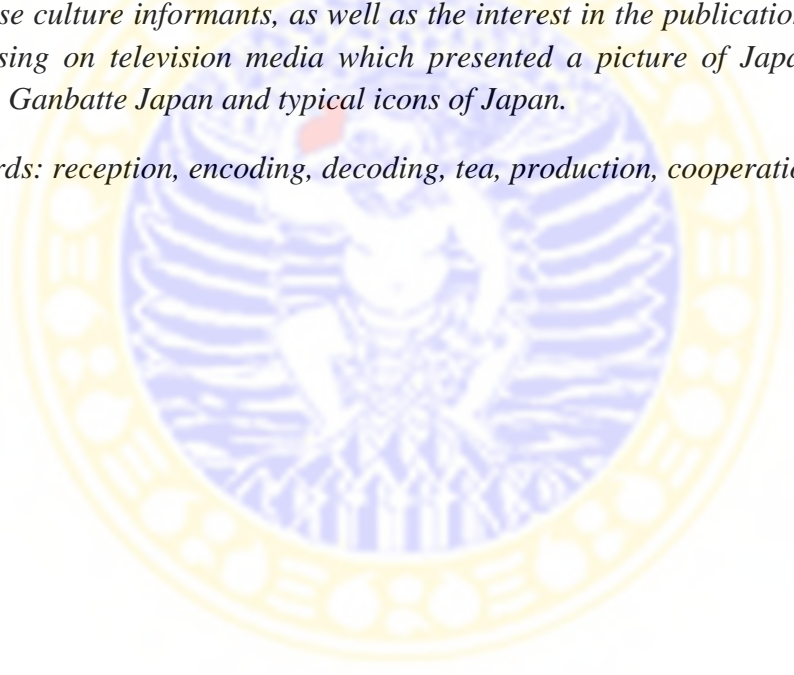 se culture informants, as well as the interest in the publication
sing on television media which presented a picture of Japa
Ganbatte Japan and typical icons of Japan.
rds: reception, encoding, decoding, tea, production, cooperatio